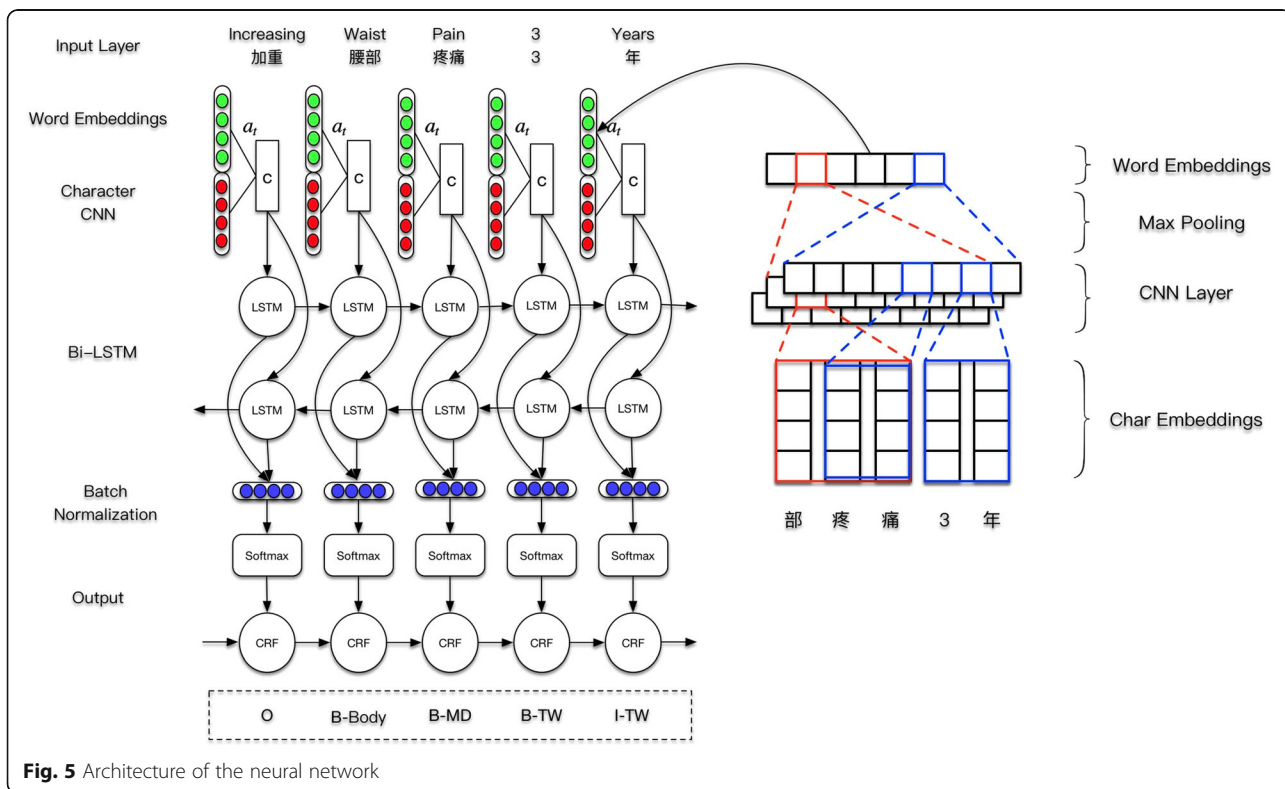 Input Layer Increasing Waist Pain 3 Years
加重 腰部 疼痛 3 年
Word Embeddings
a_t a_t a_t a_t a_t
Character
CNN
C C C C C
LSTM LSTM LSTM LSTM LSTM
Bi-LSTM
LSTM LSTM LSTM LSTM LSTM
Batch
Normalization
Softmax Softmax Softmax Softmax Softmax
Output
CRF CRF CRF CRF CRF
O B-Body B-MD B-TW I-TW
Word Embeddings
Max Pooling
CNN Layer
Char Embeddings
部 疼 痛 3 年
Fig. 5 Architecture of the neural network